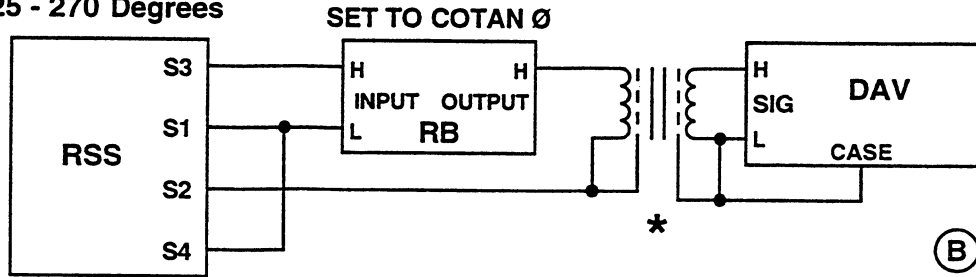 25 - 270 Degrees
SET TO COTAN Ø
RSS
S3
S1
S2
S4
H
H
INPUT OUTPUT
L
RB
*
H
SIG
DAV
L
CASE
B